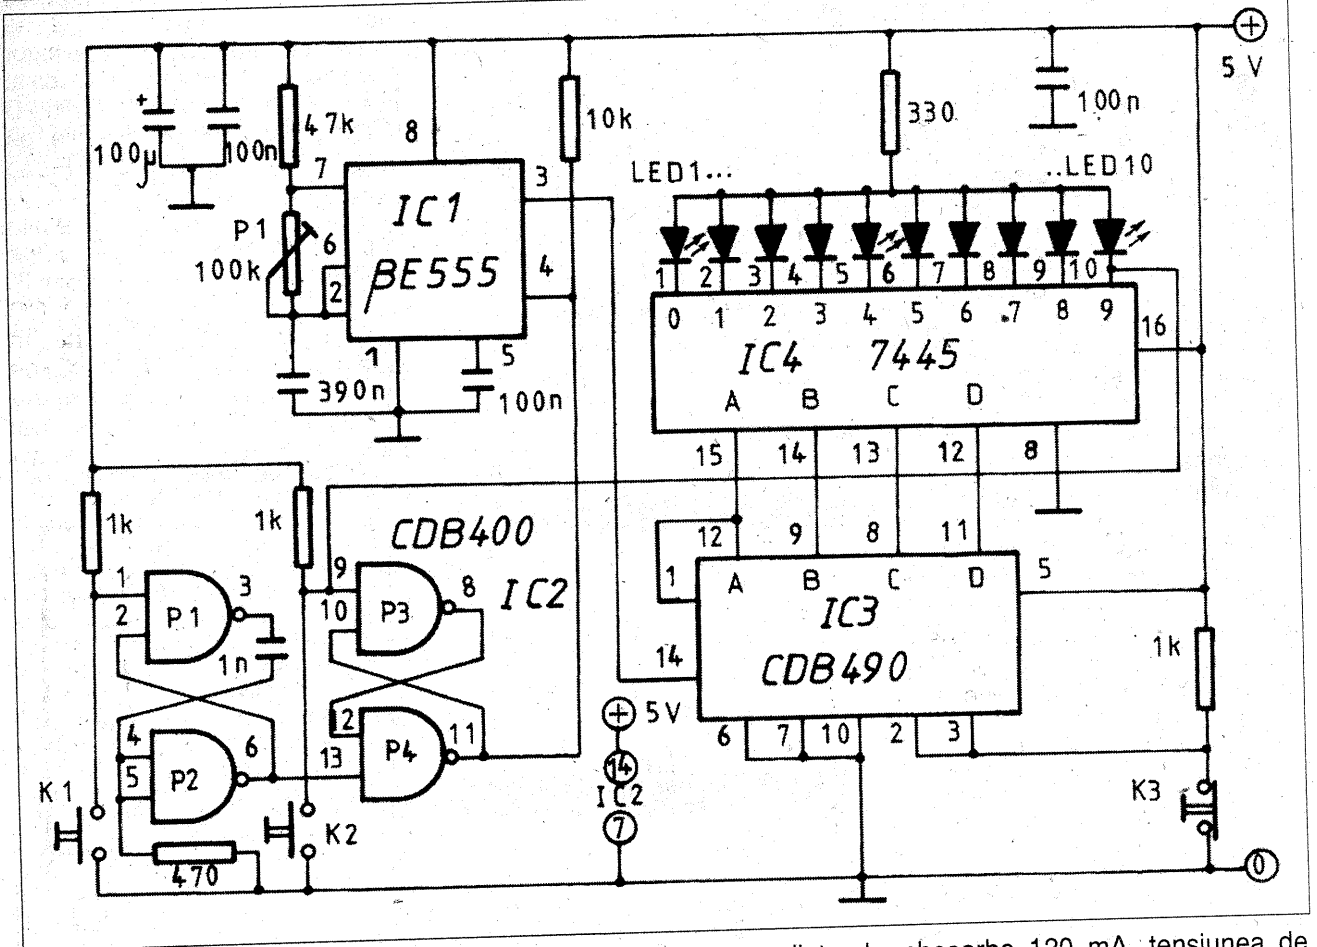 5 V
100µ
100n
47k
8
10k
330
100n
7
3
LED1...
..LED10
P1
100k
6
2
IC1
βE555
4
1 2 3 4 5 6 7 8 9 10
0 1 2 3 4 5 6 .7 8 9
16
IC4 7445
A B C D
1
5
390n
100n
15 14 13 12 8
1k
1k
CDB400
IC2
12 9 8 11
1
A B C D
5
IC3
CDB490
14
1
2
P1
3
9
10
P3
8
1n
1k
4
5
P2
6
12
13
P4
11
+ 5V
14
IC2
7
6 7 10 2 3
K1
K2
K3
470
0
120 mA, tensiunea de